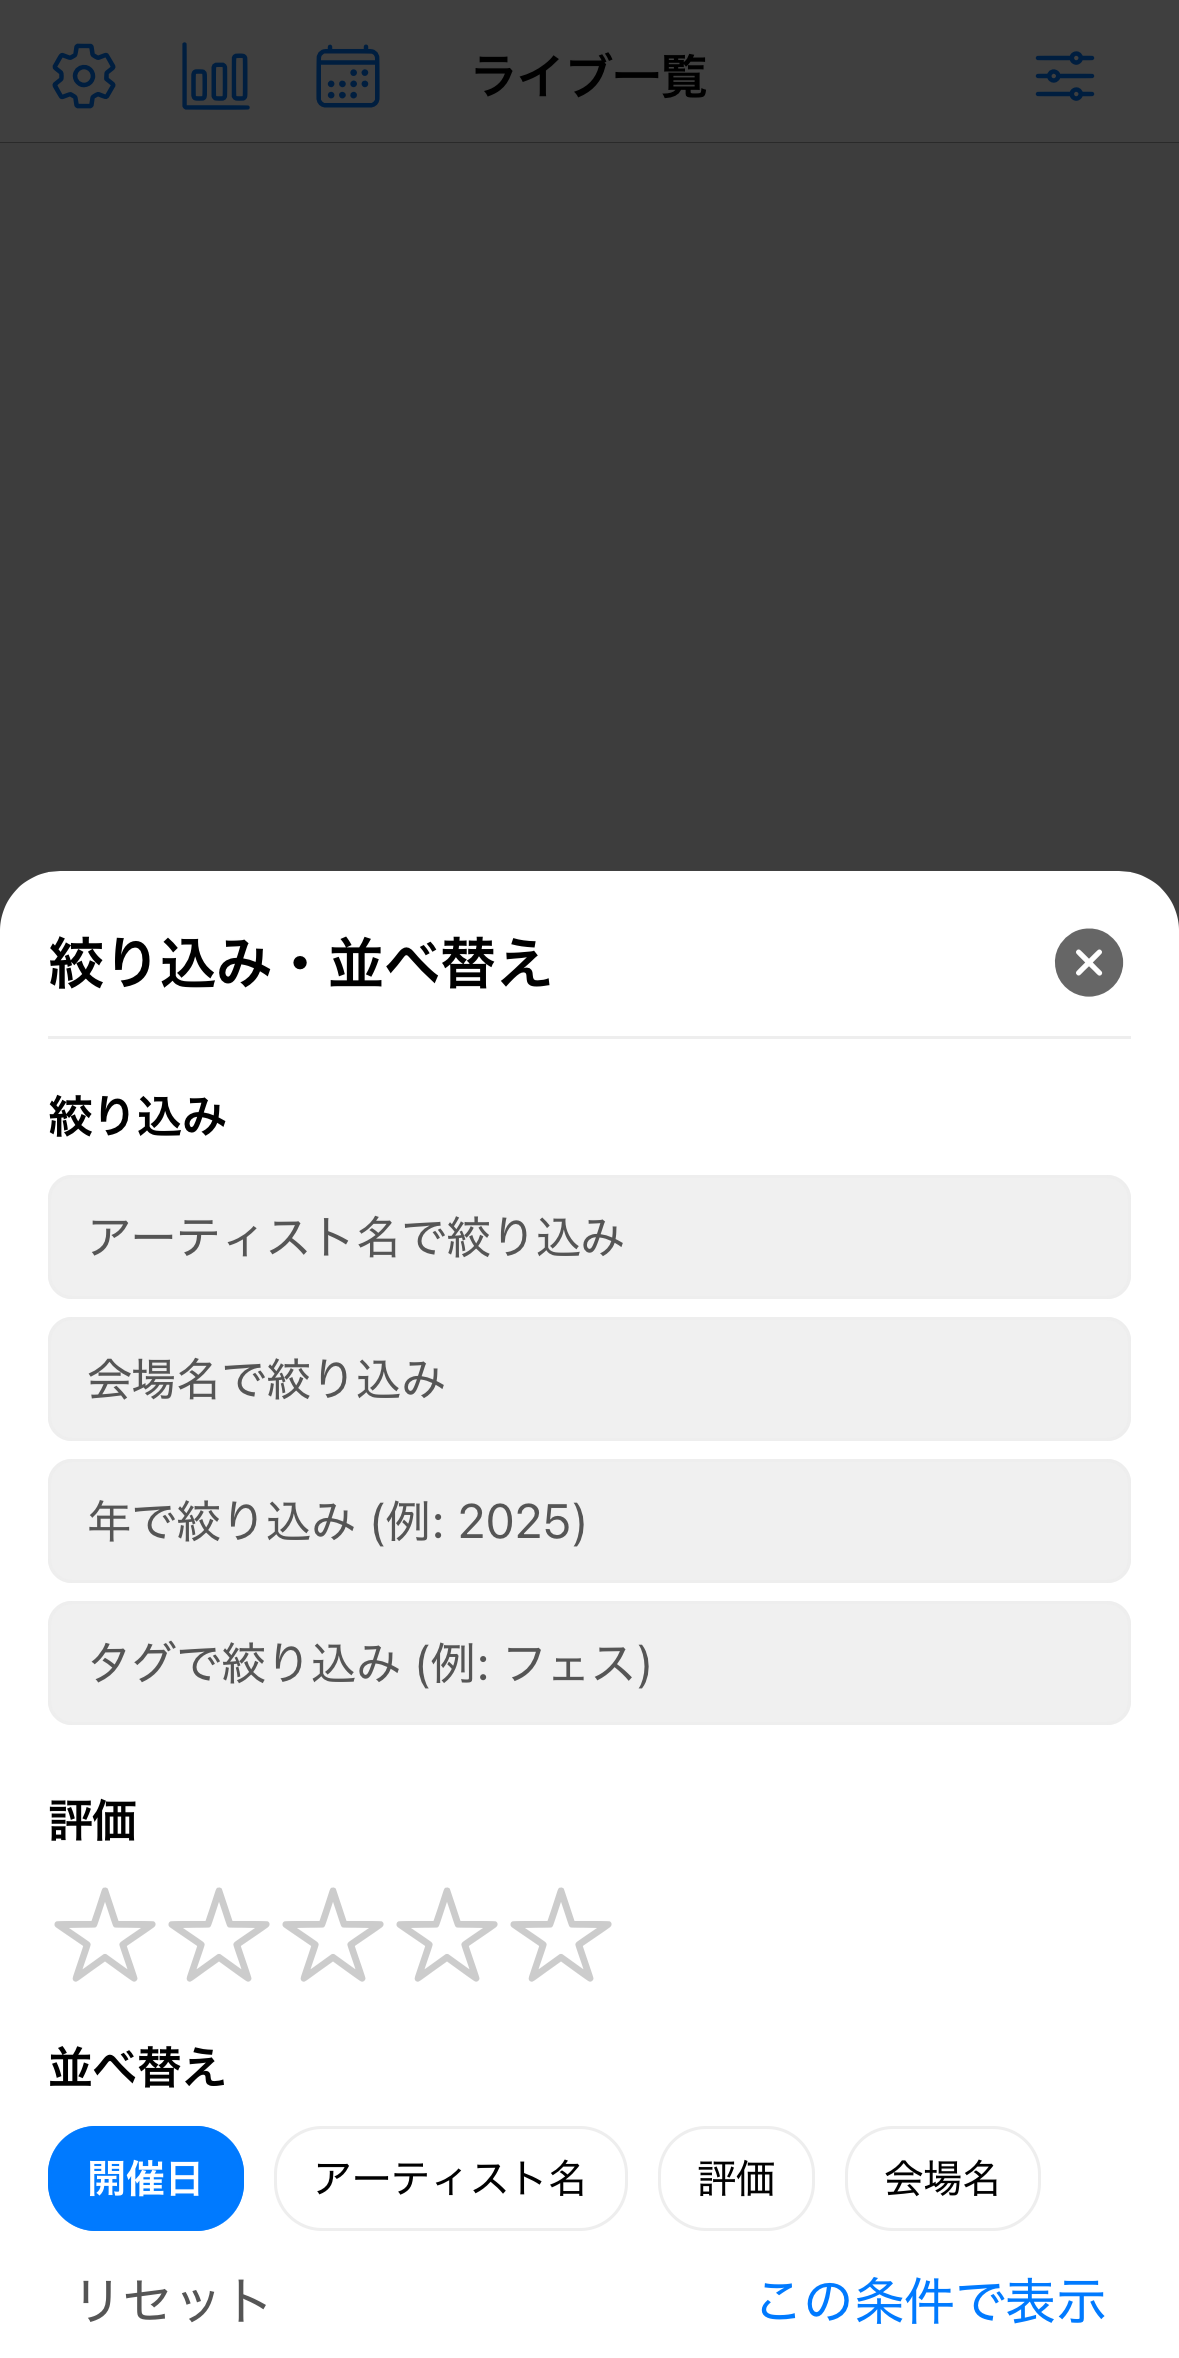 ライブ一覧
絞り込み・並べ替え
絞り込み
アーティスト名で絞り込み
会場名で絞り込み
年で絞り込み (例: 2025)
タグで絞り込み (例: フェス)
評価
並べ替え
開催日 アーティスト名 評価 会場名
リセット この条件で表示